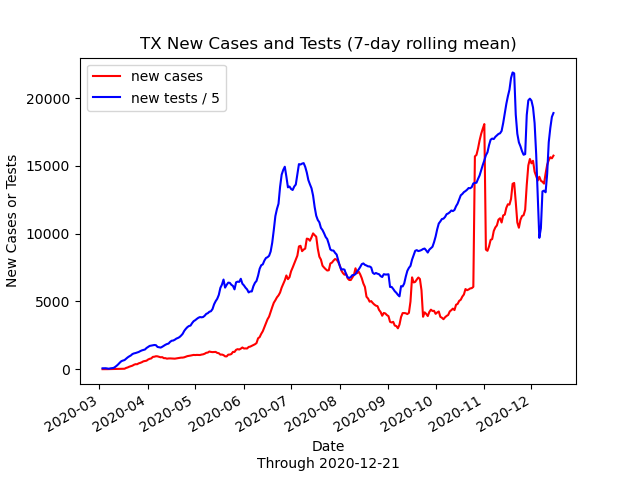 TX New Cases and Tests (7-day rolling mean)
new cases
new tests / 5
20000
15000
10000
5000
0
New Cases or Tests
2020-03
2020-04
2020-05
2020-06
2020-07
2020-08
2020-09
2020-10
2020-11
2020-12
Date
Through 2020-12-21